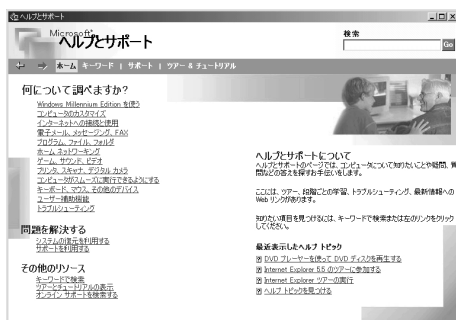 ヘルプとサポート
Microsoft
ヘルプとサポート
検索
Go
ホーム キーワード | サポート | ツアー & チュートリアル
何について調べますか?
Windows Millennium Edition を使う
コンピュータのカスタマイズ
インターネットへの接続と使用
電子メール、メッセージング、FAX
プログラム、ファイル、フォルダ
ホーム ネットワーキング
ゲーム、サウンド、ビデオ
プリンタ、スキャナ、デジタル カメラ
コンピュータがスムーズに実行できるようにする
キーボード、マウス、その他のデバイス
ユーザー補助機能
トラブルシューティング
問題を解決する
システムの復元を利用する
サポートを利用する
その他のリソース
キーワードで検索
ツアーとチュートリアルの表示
オンライン サポートを検索する
ヘルプとサポートについて
ヘルプとサポートのページでは、コンピュータについて知りたいことや疑問、質
問などの答えを探すお手伝いをします。
ここには、ツアー、段階ごとの学習、トラブルシューティング、最新情報への
Web リンクがあります。
知りたい項目を見つけるには、キーワードで検索または左のリンクをクリック
してください。
最近表示したヘルプ トピック
DVD プレーヤーを使って DVD ディスクを再生する
Internet Explorer 5.5 のツアーに参加する
Internet Explorer ツアーの実行
ヘルプ トピックを見つける